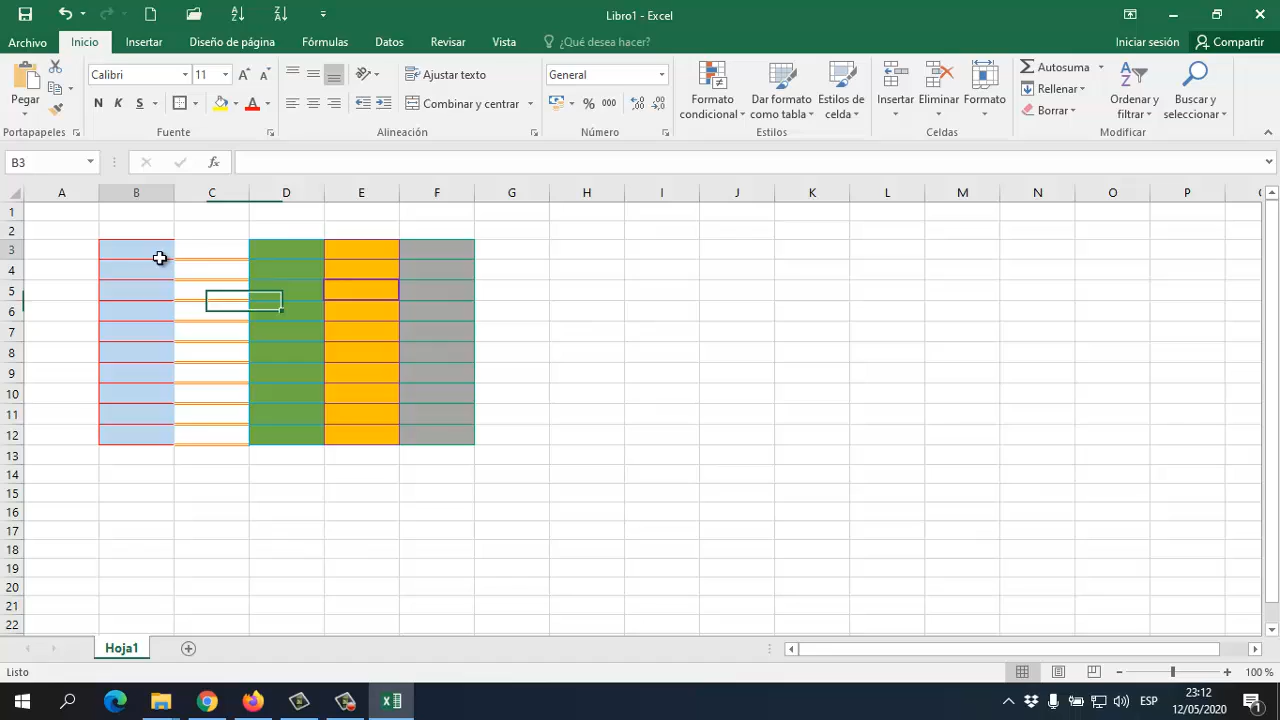 Libro1 - Excel
Archivo Inicio Insertar Diseño de página Fórmulas Datos Revisar Vista ¿Qué desea hacer? Iniciar sesión Compartir
Calibri 11 Ajustar texto General Autosuma
Rellenar
Pegar N K S Combinar y centrar % 000 Formato condicional Dar formato como tabla Estilos de celda Insertar Eliminar Formato Borrar Ordenar y filtrar Buscar y seleccionar
Portapapeles Fuente Alineación Número Estilos Celdas Modificar
B3 fx
A B C D E F G H I J K L M N O P
1
2
3
4
5
6
7
8
9
10
11
12
13
14
15
16
17
18
19
20
21
22
Hoja1
Listo 100 %
ESP 23:12
12/05/2020 1